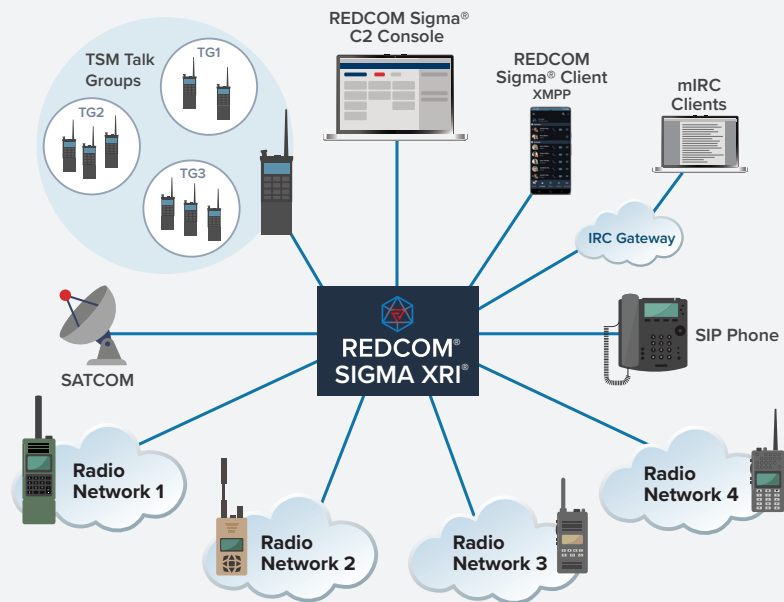 REDCOM Sigma®
C2 Console
TSM Talk
Groups
TG1
TG2
TG3
REDCOM
Sigma® Client
XMPP
mIRC
Clients
IRC Gateway
REDCOM®
SIGMA XRI®
SIP Phone
SATCOM
Radio
Network 1
Radio
Network 2
Radio
Network 3
Radio
Network 4